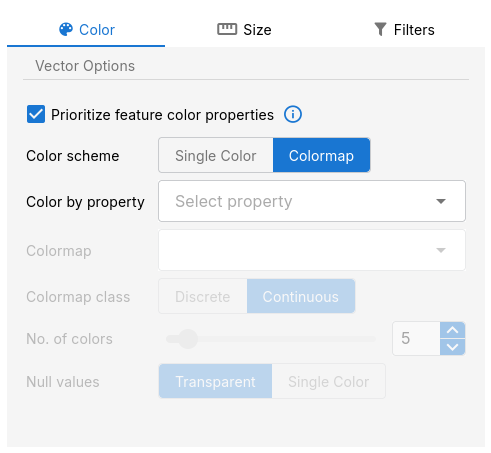 Color Size Filters
Vector Options
Prioritize feature color properties
Color scheme Single Color Colormap
Color by property Select property
Colormap
Colormap class Discrete Continuous
No. of colors 5
Null values Transparent Single Color